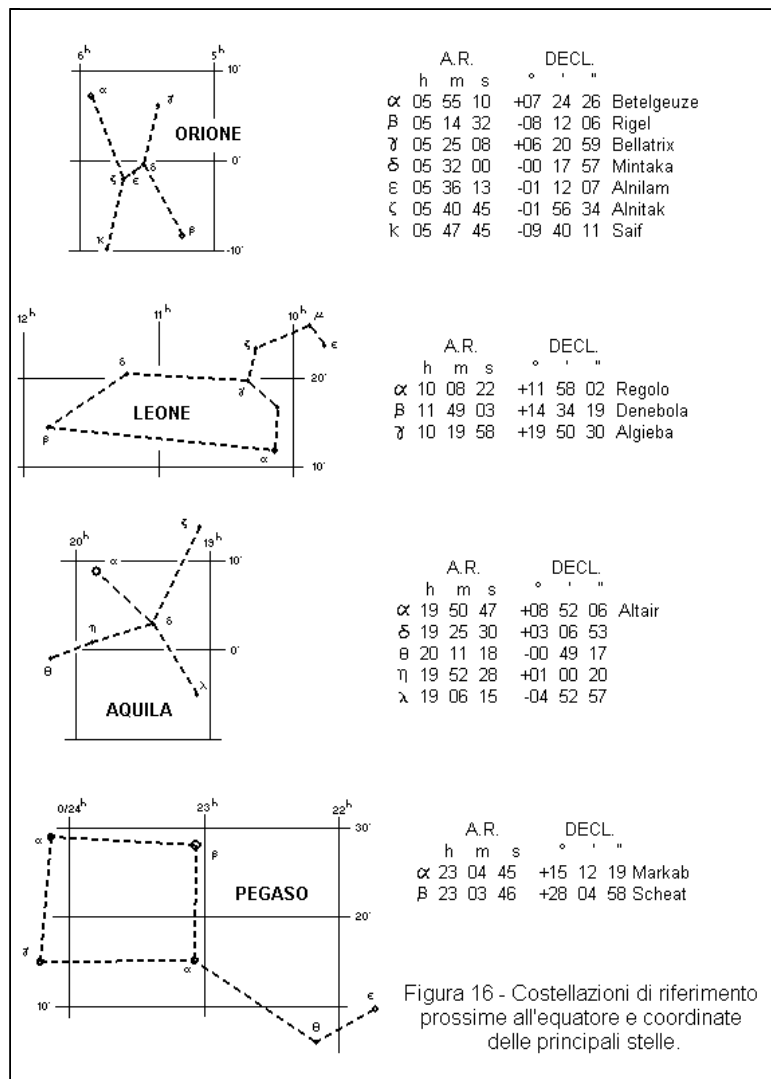 6ʰ 5ʰ
10°
α
ɣ
ORIONE
0°
ζ ε δ
κ
β
-10°
A.R. DECL.
h m s ° ' "
α 05 55 10 +07 24 26 Betelgeuze
β 05 14 32 -08 12 06 Rigel
ɣ 05 25 08 +06 20 59 Bellatrix
δ 05 32 00 -00 17 57 Mintaka
ε 05 36 13 -01 12 07 Alnilam
ζ 05 40 45 -01 56 34 Alnitak
κ 05 47 45 -09 40 11 Saif
12ʰ 11ʰ 10ʰ μ
ζ ε
δ
20°
ɣ
LEONE
β
α
10°
A.R. DECL.
h m s ° ' "
α 10 08 22 +11 58 02 Regolo
β 11 49 03 +14 34 19 Denebola
ɣ 10 19 58 +19 50 30 Algieba
ζ
20ʰ 19ʰ
α
10°
δ
η
0°
θ
λ
AQUILA
A.R. DECL.
h m s ° ' "
α 19 50 47 +08 52 06 Altair
δ 19 25 30 +03 06 53
θ 20 11 18 -00 49 17
η 19 52 28 +01 00 20
λ 19 06 15 -04 52 57
0/24ʰ 23ʰ 22ʰ
30°
α
β
PEGASO
20°
ɣ
α
10°
ε
θ
A.R. DECL.
h m s ° ' "
α 23 04 45 +15 12 19 Markab
β 23 03 46 +28 04 58 Scheat
Figura 16 - Costellazioni di riferimento
prossime all'equatore e coordinate
delle principali stelle.